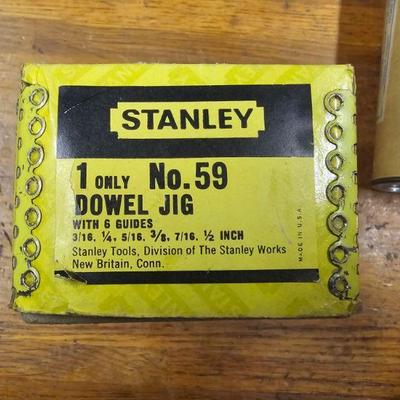 STANLEY
1 ONLY No. 59
DOWEL JIG
WITH 6 GUIDES
3/16, ¼, 5/16, ⅜, 7/16, ½ INCH
Stanley Tools, Division of The Stanley Works
New Britain, Conn.
MADE IN U.S.A.